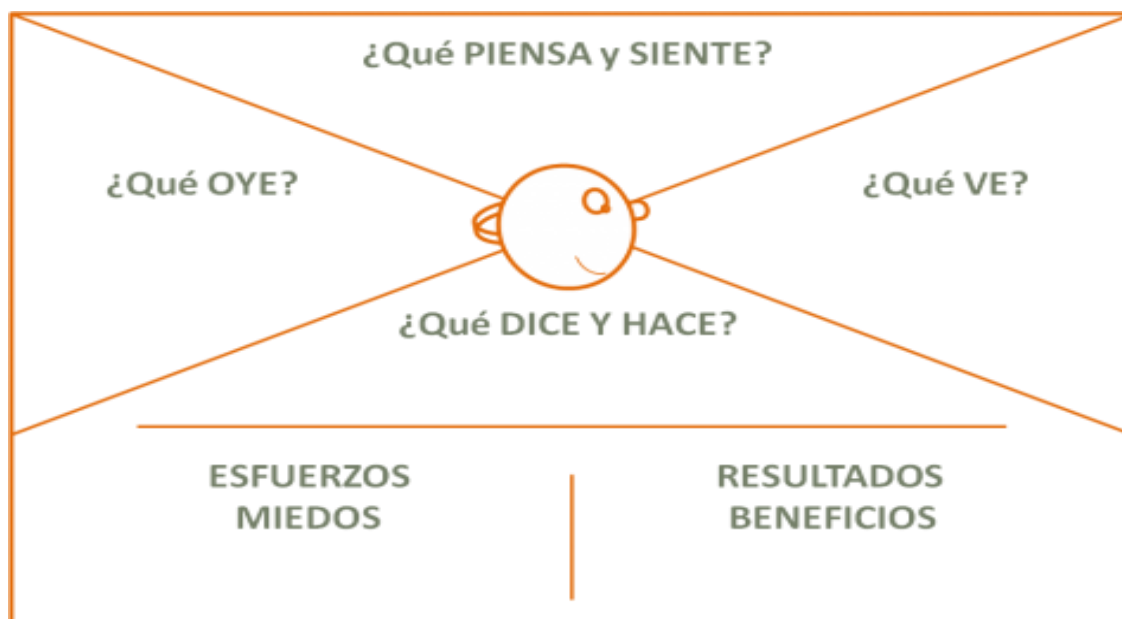 ¿Qué PIENSA y SIENTE?
¿Qué OYE?
¿Qué VE?
¿Qué DICE Y HACE?
ESFUERZOS
MIEDOS
RESULTADOS
BENEFICIOS